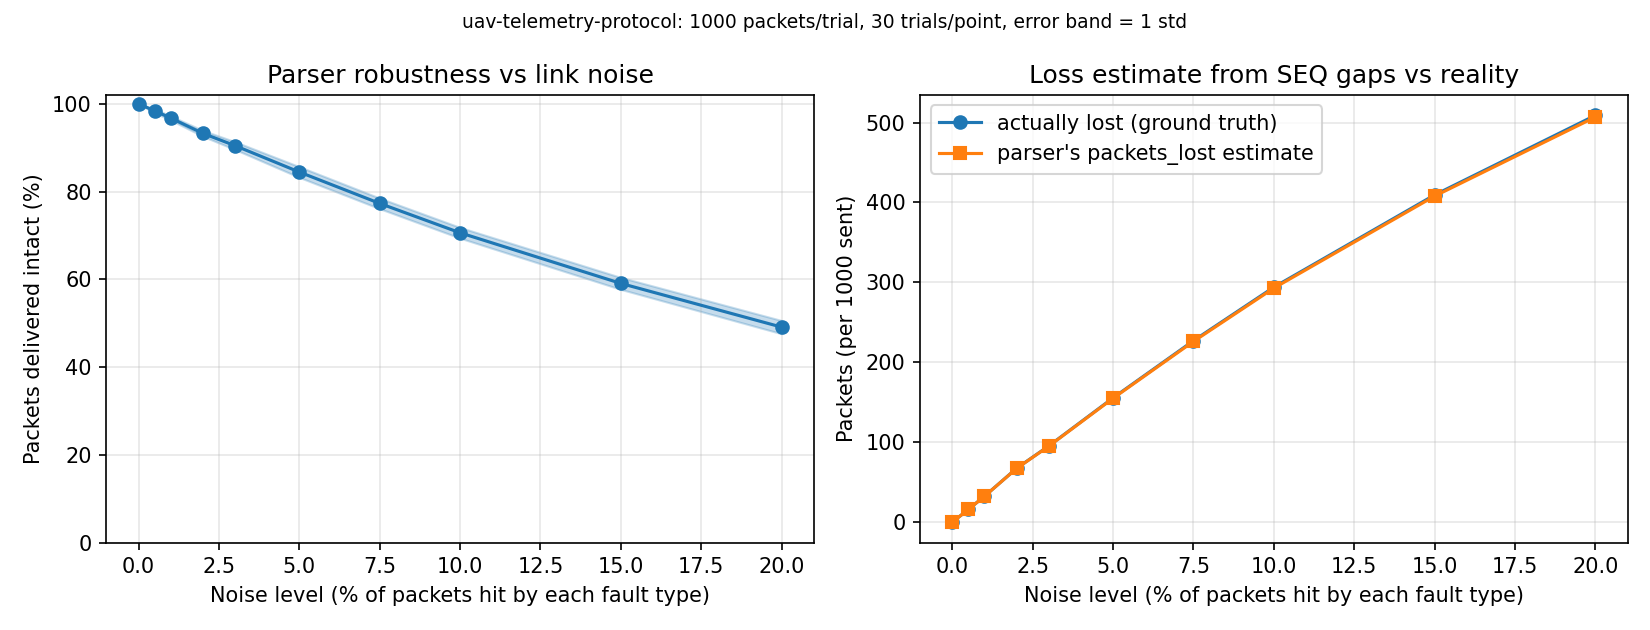 uav-telemetry-protocol: 1000 packets/trial, 30 trials/point, error band = 1 std
Parser robustness vs link noise
Packets delivered intact (%)
100
80
60
40
20
0
0.0 2.5 5.0 7.5 10.0 12.5 15.0 17.5 20.0
Noise level (% of packets hit by each fault type)
Loss estimate from SEQ gaps vs reality
actually lost (ground truth)
parser's packets_lost estimate
Packets (per 1000 sent)
500
400
300
200
100
0
0.0 2.5 5.0 7.5 10.0 12.5 15.0 17.5 20.0
Noise level (% of packets hit by each fault type)